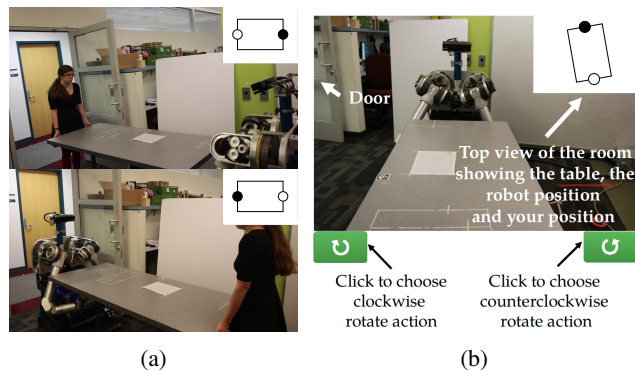 Door
Top view of the room
showing the table, the
robot position
and your position
↻
↺
Click to choose
clockwise
rotate action
Click to choose
counterclockwise
rotate action
(a)
(b)